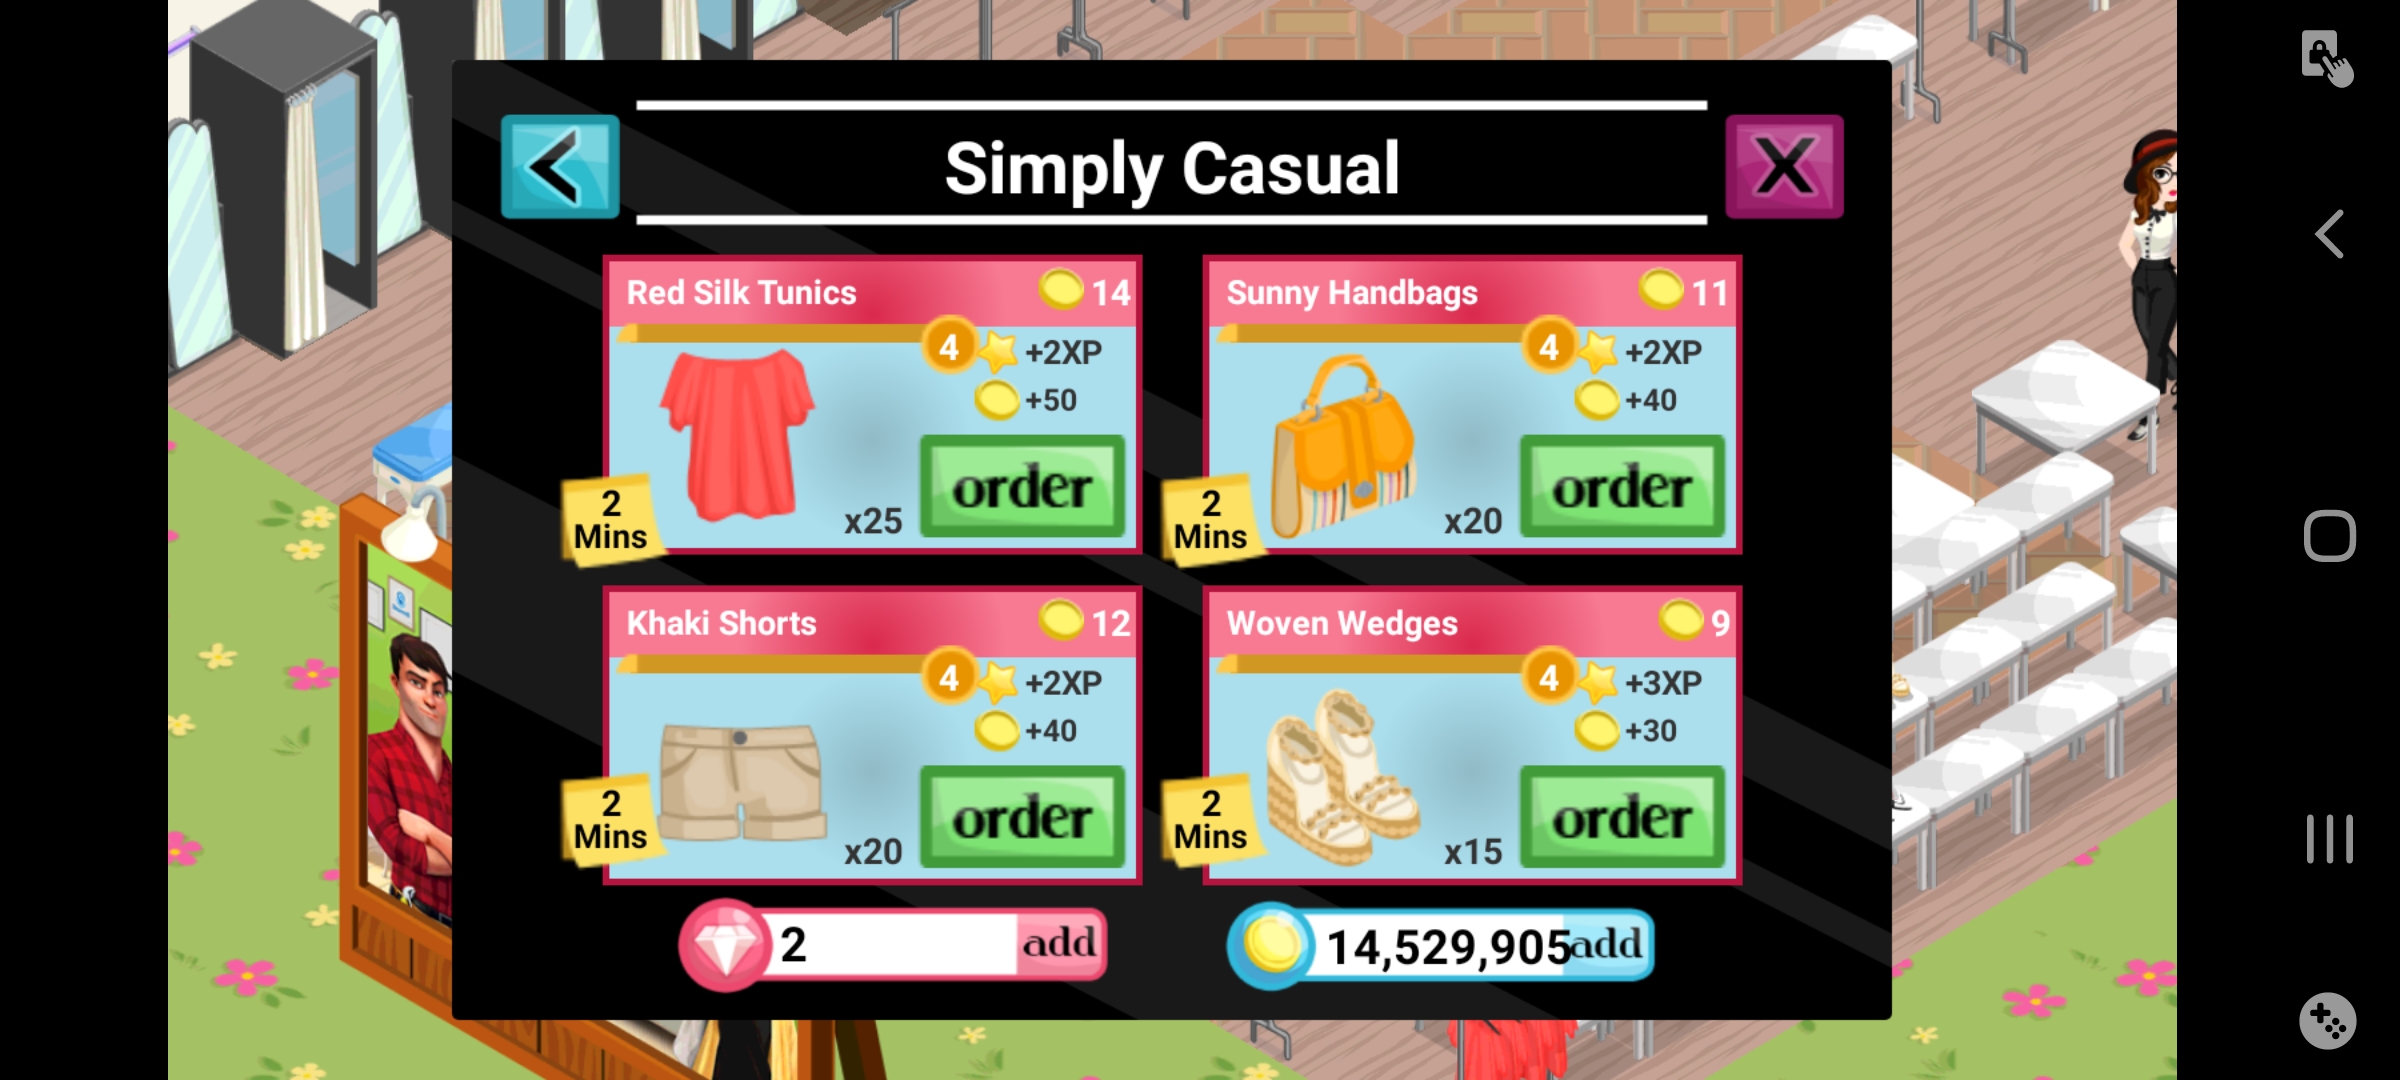 Simply Casual
Red Silk Tunics 14
4 +2XP
+50
2
Mins
x25
order
Sunny Handbags 11
4 +2XP
+40
2
Mins
x20
order
Khaki Shorts 12
4 +2XP
+40
2
Mins
x20
order
Woven Wedges 9
4 +3XP
+30
2
Mins
x15
order
2 add
14,529,905 add